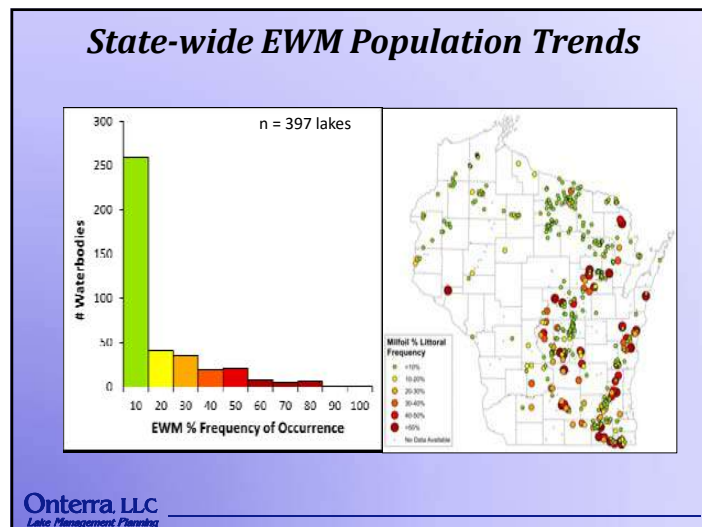 State-wide EWM Population Trends
n = 397 lakes
# Waterbodies
300
250
200
150
100
50
0
10 20 30 40 50 60 70 80 90 100
EWM % Frequency of Occurrence
Milfoil % Littoral
Frequency
<10%
10-20%
20-30%
30-40%
40-50%
>50%
No Data Available
Onterra, LLC
Lake Management Planning